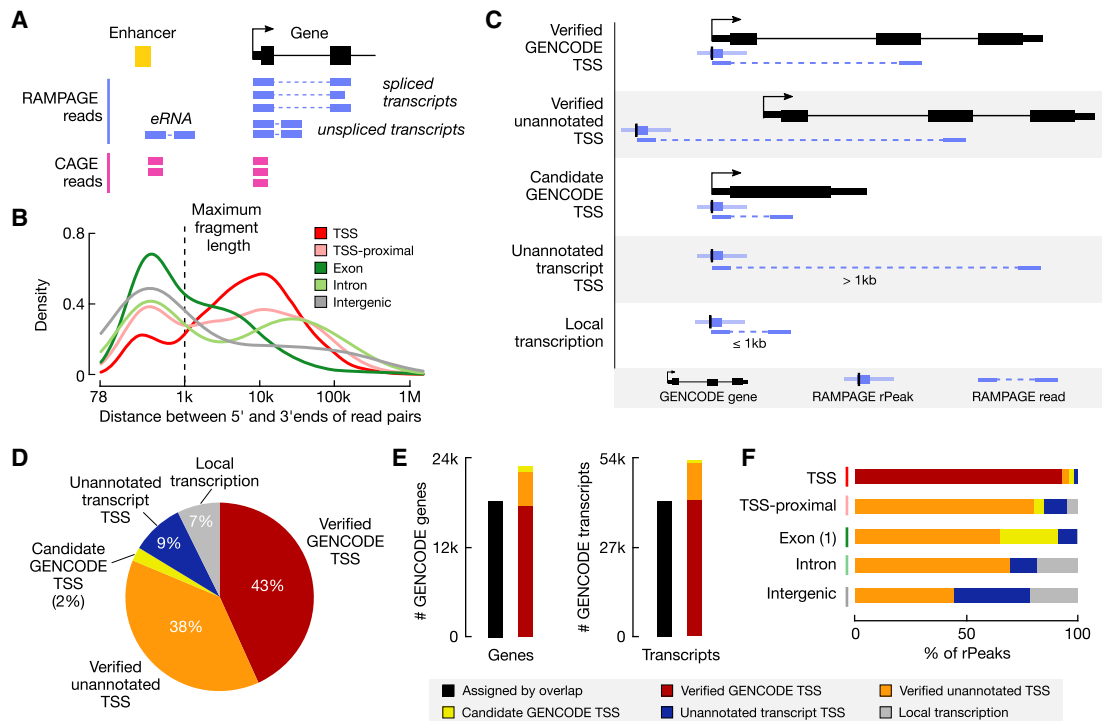 A
Enhancer
Gene
RAMPAGE
reads
spliced
transcripts
eRNA
unspliced transcripts
CAGE
reads
B
Maximum
fragment
length
0.8
0.4
0
Density
TSS
TSS-proximal
Exon
Intron
Intergenic
78
1k
10k
100k
1M
Distance between 5' and 3'ends of read pairs
C
Verified
GENCODE
TSS
Verified
unannotated
TSS
Candidate
GENCODE
TSS
Unannotated
transcript
TSS
> 1kb
Local
transcription
≤ 1kb
GENCODE gene
RAMPAGE rPeak
RAMPAGE read
D
Local
transcription
Unannotated
transcript
TSS
Candidate
GENCODE
TSS
(2%)
Verified
GENCODE
TSS
Verified
unannotated
TSS
7%
9%
43%
38%
E
24k
12k
0
# GENCODE genes
Genes
54k
27k
0
# GENCODE transcripts
Transcripts
F
TSS
TSS-proximal
Exon (1)
Intron
Intergenic
0
50
100
% of rPeaks
Assigned by overlap
Verified GENCODE TSS
Verified unannotated TSS
Candidate GENCODE TSS
Unannotated transcript TSS
Local transcription